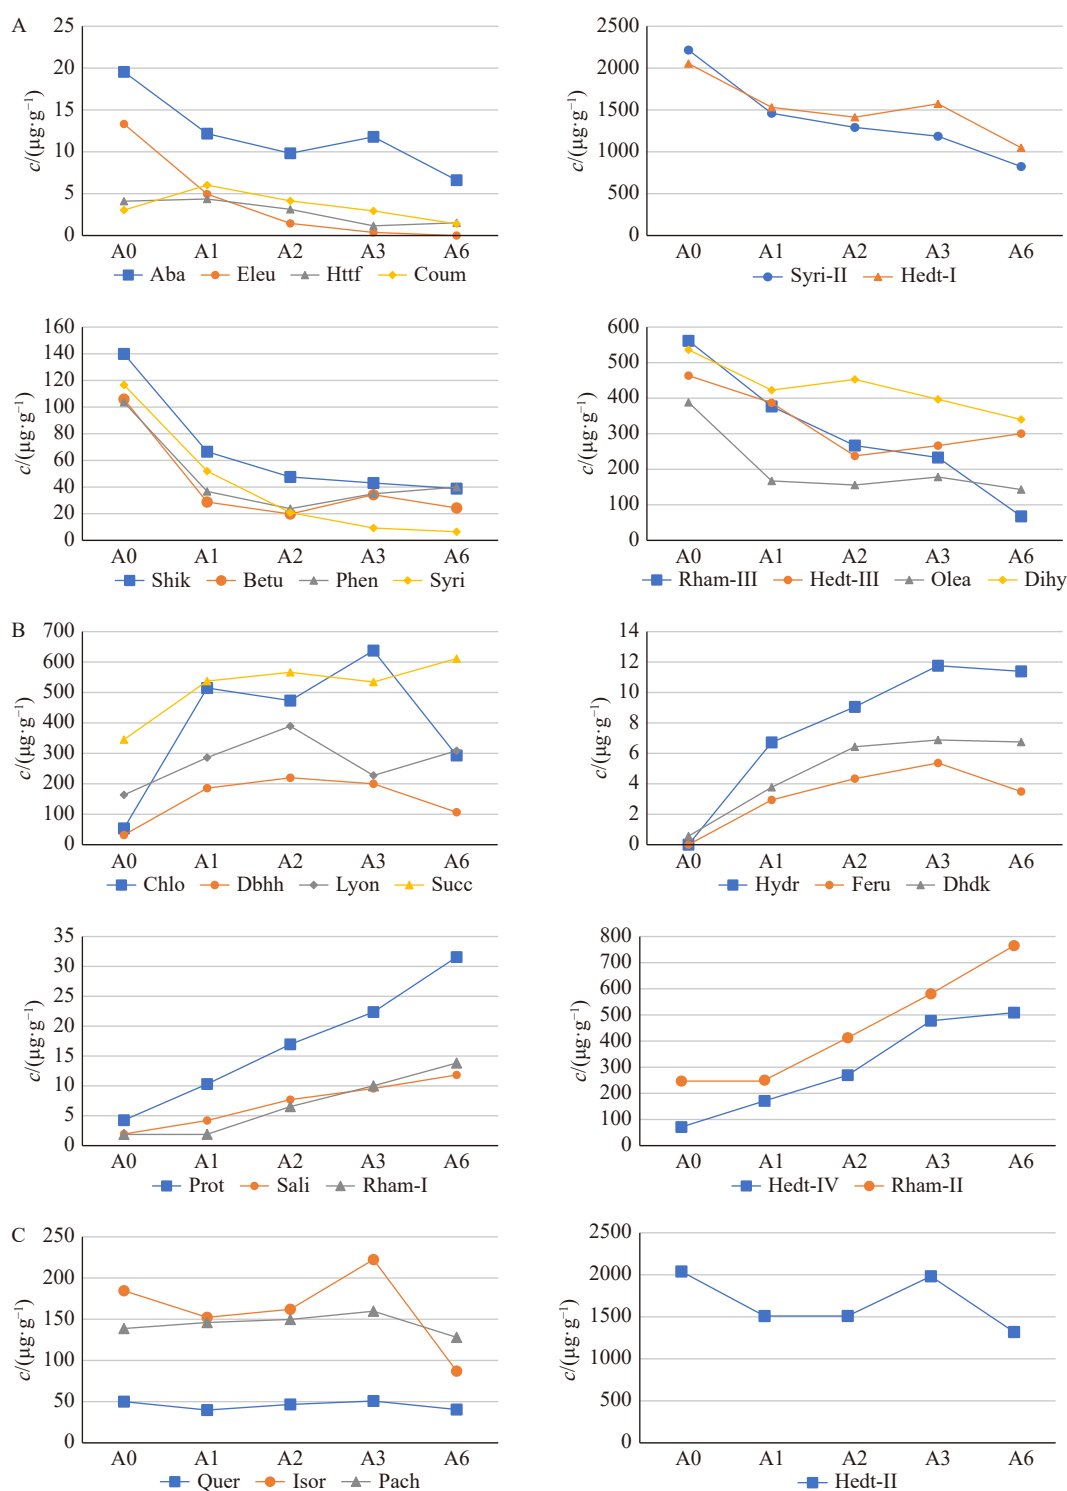 A
c/(μg·g⁻¹)
25
20
15
10
5
0
A0 A1 A2 A3 A6
Aba Eleu Httf Coum
c/(μg·g⁻¹)
2500
2000
1500
1000
500
0
A0 A1 A2 A3 A6
Syri-II Hedt-I
c/(μg·g⁻¹)
160
140
120
100
80
60
40
20
0
A0 A1 A2 A3 A6
Shik Betu Phen Syri
c/(μg·g⁻¹)
600
500
400
300
200
100
0
A0 A1 A2 A3 A6
Rham-III Hedt-III Olea Dihy
B
c/(μg·g⁻¹)
700
600
500
400
300
200
100
0
A0 A1 A2 A3 A6
Chlo Dbhh Lyon Succ
c/(μg·g⁻¹)
14
12
10
8
6
4
2
0
A0 A1 A2 A3 A6
Hydr Feru Dhdk
c/(μg·g⁻¹)
35
30
25
20
15
10
5
0
A0 A1 A2 A3 A6
Prot Sali Rham-I
c/(μg·g⁻¹)
800
700
600
500
400
300
200
100
0
A0 A1 A2 A3 A6
Hedt-IV Rham-II
C
c/(μg·g⁻¹)
250
200
150
100
50
0
A0 A1 A2 A3 A6
Quer Isor Pach
c/(μg·g⁻¹)
2500
2000
1500
1000
500
0
A0 A1 A2 A3 A6
Hedt-II